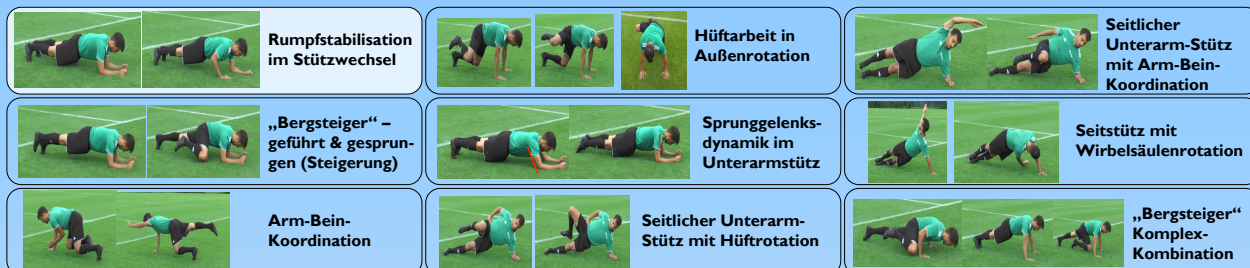 Rumpfstabilisation
im Stützwechsel
Hüftarbeit in
Außenrotation
Seitlicher
Unterarm-Stütz
mit Arm-Bein-
Koordination
„Bergsteiger“ –
geführt & gesprun-
gen (Steigerung)
Sprunggelenks-
dynamik im
Unterarmstütz
Seitstütz mit
Wirbelsäulenrotation
Arm-Bein-
Koordination
Seitlicher Unterarm-
Stütz mit Hüftrotation
„Bergsteiger“
Komplex-
Kombination